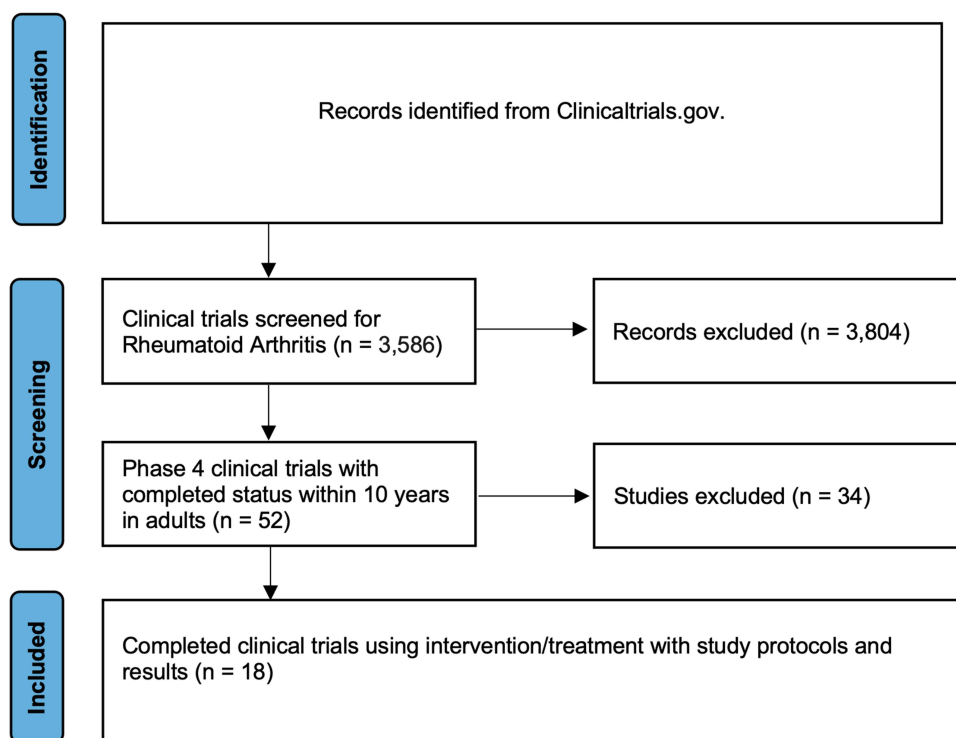 Identification
Records identified from Clinicaltrials.gov.
Screening
Clinical trials screened for
Rheumatoid Arthritis (n = 3,586)
Records excluded (n = 3,804)
Phase 4 clinical trials with
completed status within 10 years
in adults (n = 52)
Studies excluded (n = 34)
Included
Completed clinical trials using intervention/treatment with study protocols and
results (n = 18)